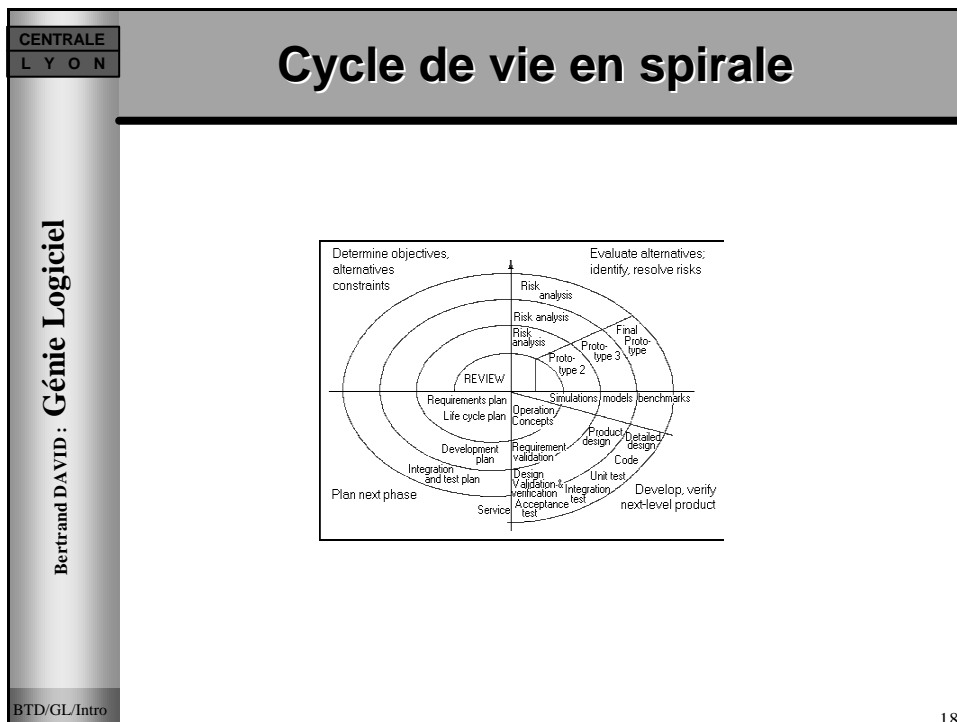 CENTRALE
L Y O N
Cycle de vie en spirale
Bertrand DAVID : Génie Logiciel
Determine objectives,
alternatives
constraints
Evaluate alternatives;
identify, resolve risks
Risk
analysis
Risk analysis
Risk
analysis
Final
Proto-
type
Proto-
type 3
Proto-
type 2
REVIEW
Requirements plan
Life cycle plan
Simulations models benchmarks
Operation
Concepts
Development
plan
Requirement
validation
Product
design
Detailed
design
Code
Integration
and test plan
Design
Validation &
verification
Unit test
Integration
test
Plan next phase
Service
Acceptance
test
Develop, verify
next-level product
BTD/GL/Intro
18